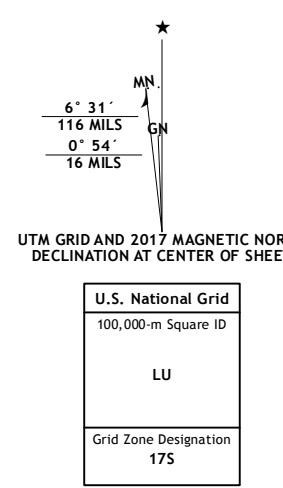 ★
MN
6° 31´
116 MILS
GN
0° 54´
16 MILS
UTM GRID AND 2017 MAGNETIC NOR
DECLINATION AT CENTER OF SHEE
U.S. National Grid
100,000-m Square ID
LU
Grid Zone Designation
17S